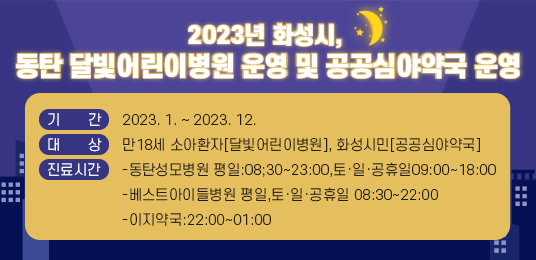 2023년 화성시,
동탄 달빛어린이병원 운영 및 공공심야약국 운영
기 간 2023. 1. ~ 2023. 12.
대 상 만18세 소아환자[달빛어린이병원], 화성시민[공공심야약국]
진료시간 -동탄성모병원 평일:08;30~23:00,토·일·공휴일09:00~18:00
-베스트아이들병원 평일,토·일·공휴일 08:30~22:00
-이지약국:22:00~01:00